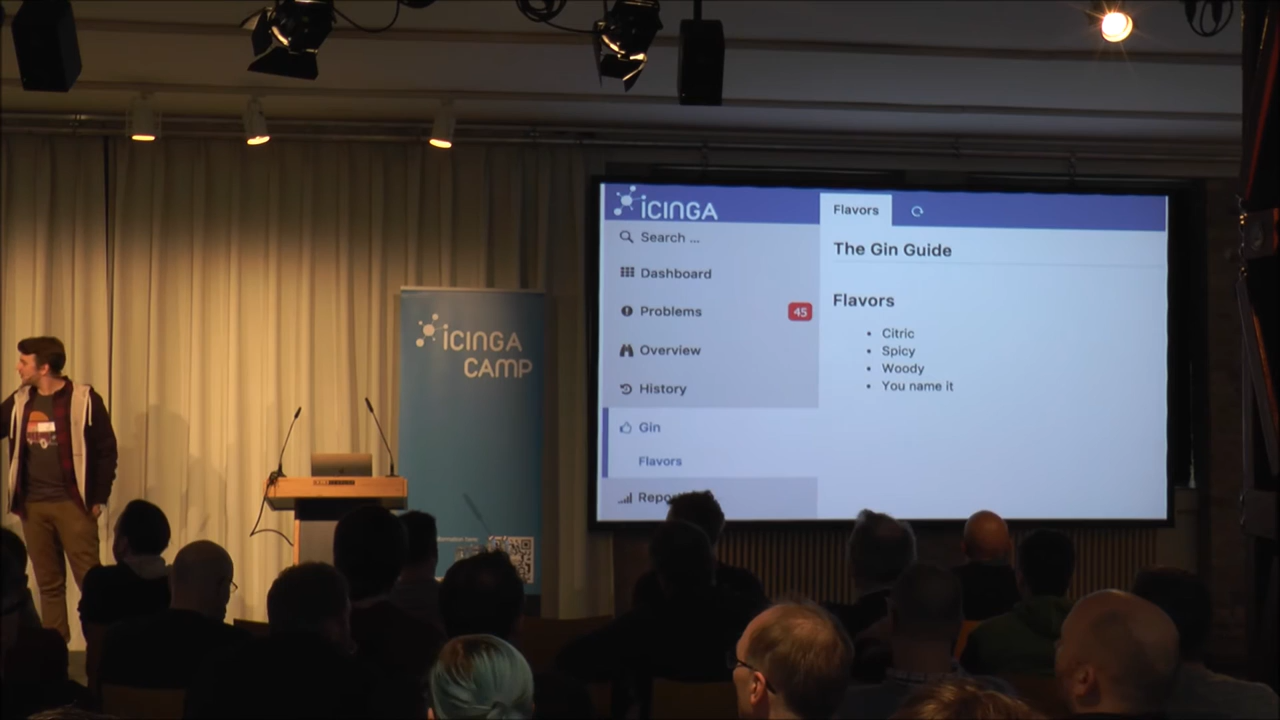 iCINGA
CAMP
iCINGA
Search ...
Dashboard
Problems
45
Overview
History
Gin
Flavors
Flavors
The Gin Guide
Flavors
• Citric
• Spicy
• Woody
• You name it